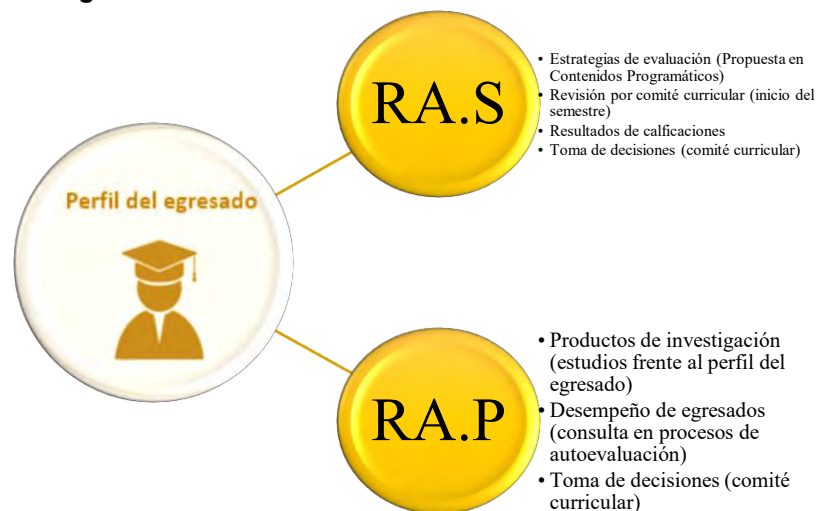 Perfil del egresado
RA.S
• Estrategias de evaluación (Propuesta en
Contenidos Programáticos)
• Revisión por comité curricular (inicio del
semestre)
• Resultados de calficaciones
• Toma de decisiones (comité curricular)
RA.P
• Productos de investigación
(estudios frente al perfil del
egresado)
• Desempeño de egresados
(consulta en procesos de
autoevaluación)
• Toma de decisiones (comité
curricular)